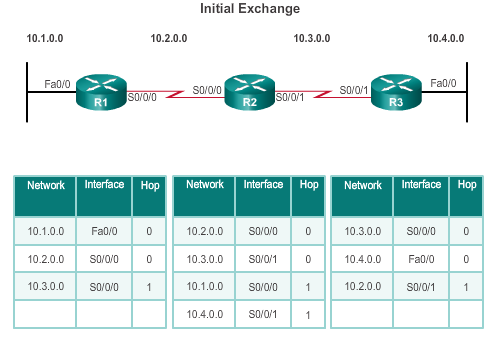 Initial Exchange
10.1.0.0 10.2.0.0 10.3.0.0 10.4.0.0
Fa0/0 R1 S0/0/0 S0/0/0 R2 S0/0/1 S0/0/1 R3 Fa0/0
Network Interface Hop Network Interface Hop Network Interface Hop
10.1.0.0 Fa0/0 0 10.2.0.0 S0/0/0 0 10.3.0.0 S0/0/0 0
10.2.0.0 S0/0/0 0 10.3.0.0 S0/0/1 0 10.4.0.0 Fa0/0 0
10.3.0.0 S0/0/0 1 10.1.0.0 S0/0/0 1 10.2.0.0 S0/0/1 1
10.4.0.0 S0/0/1 1